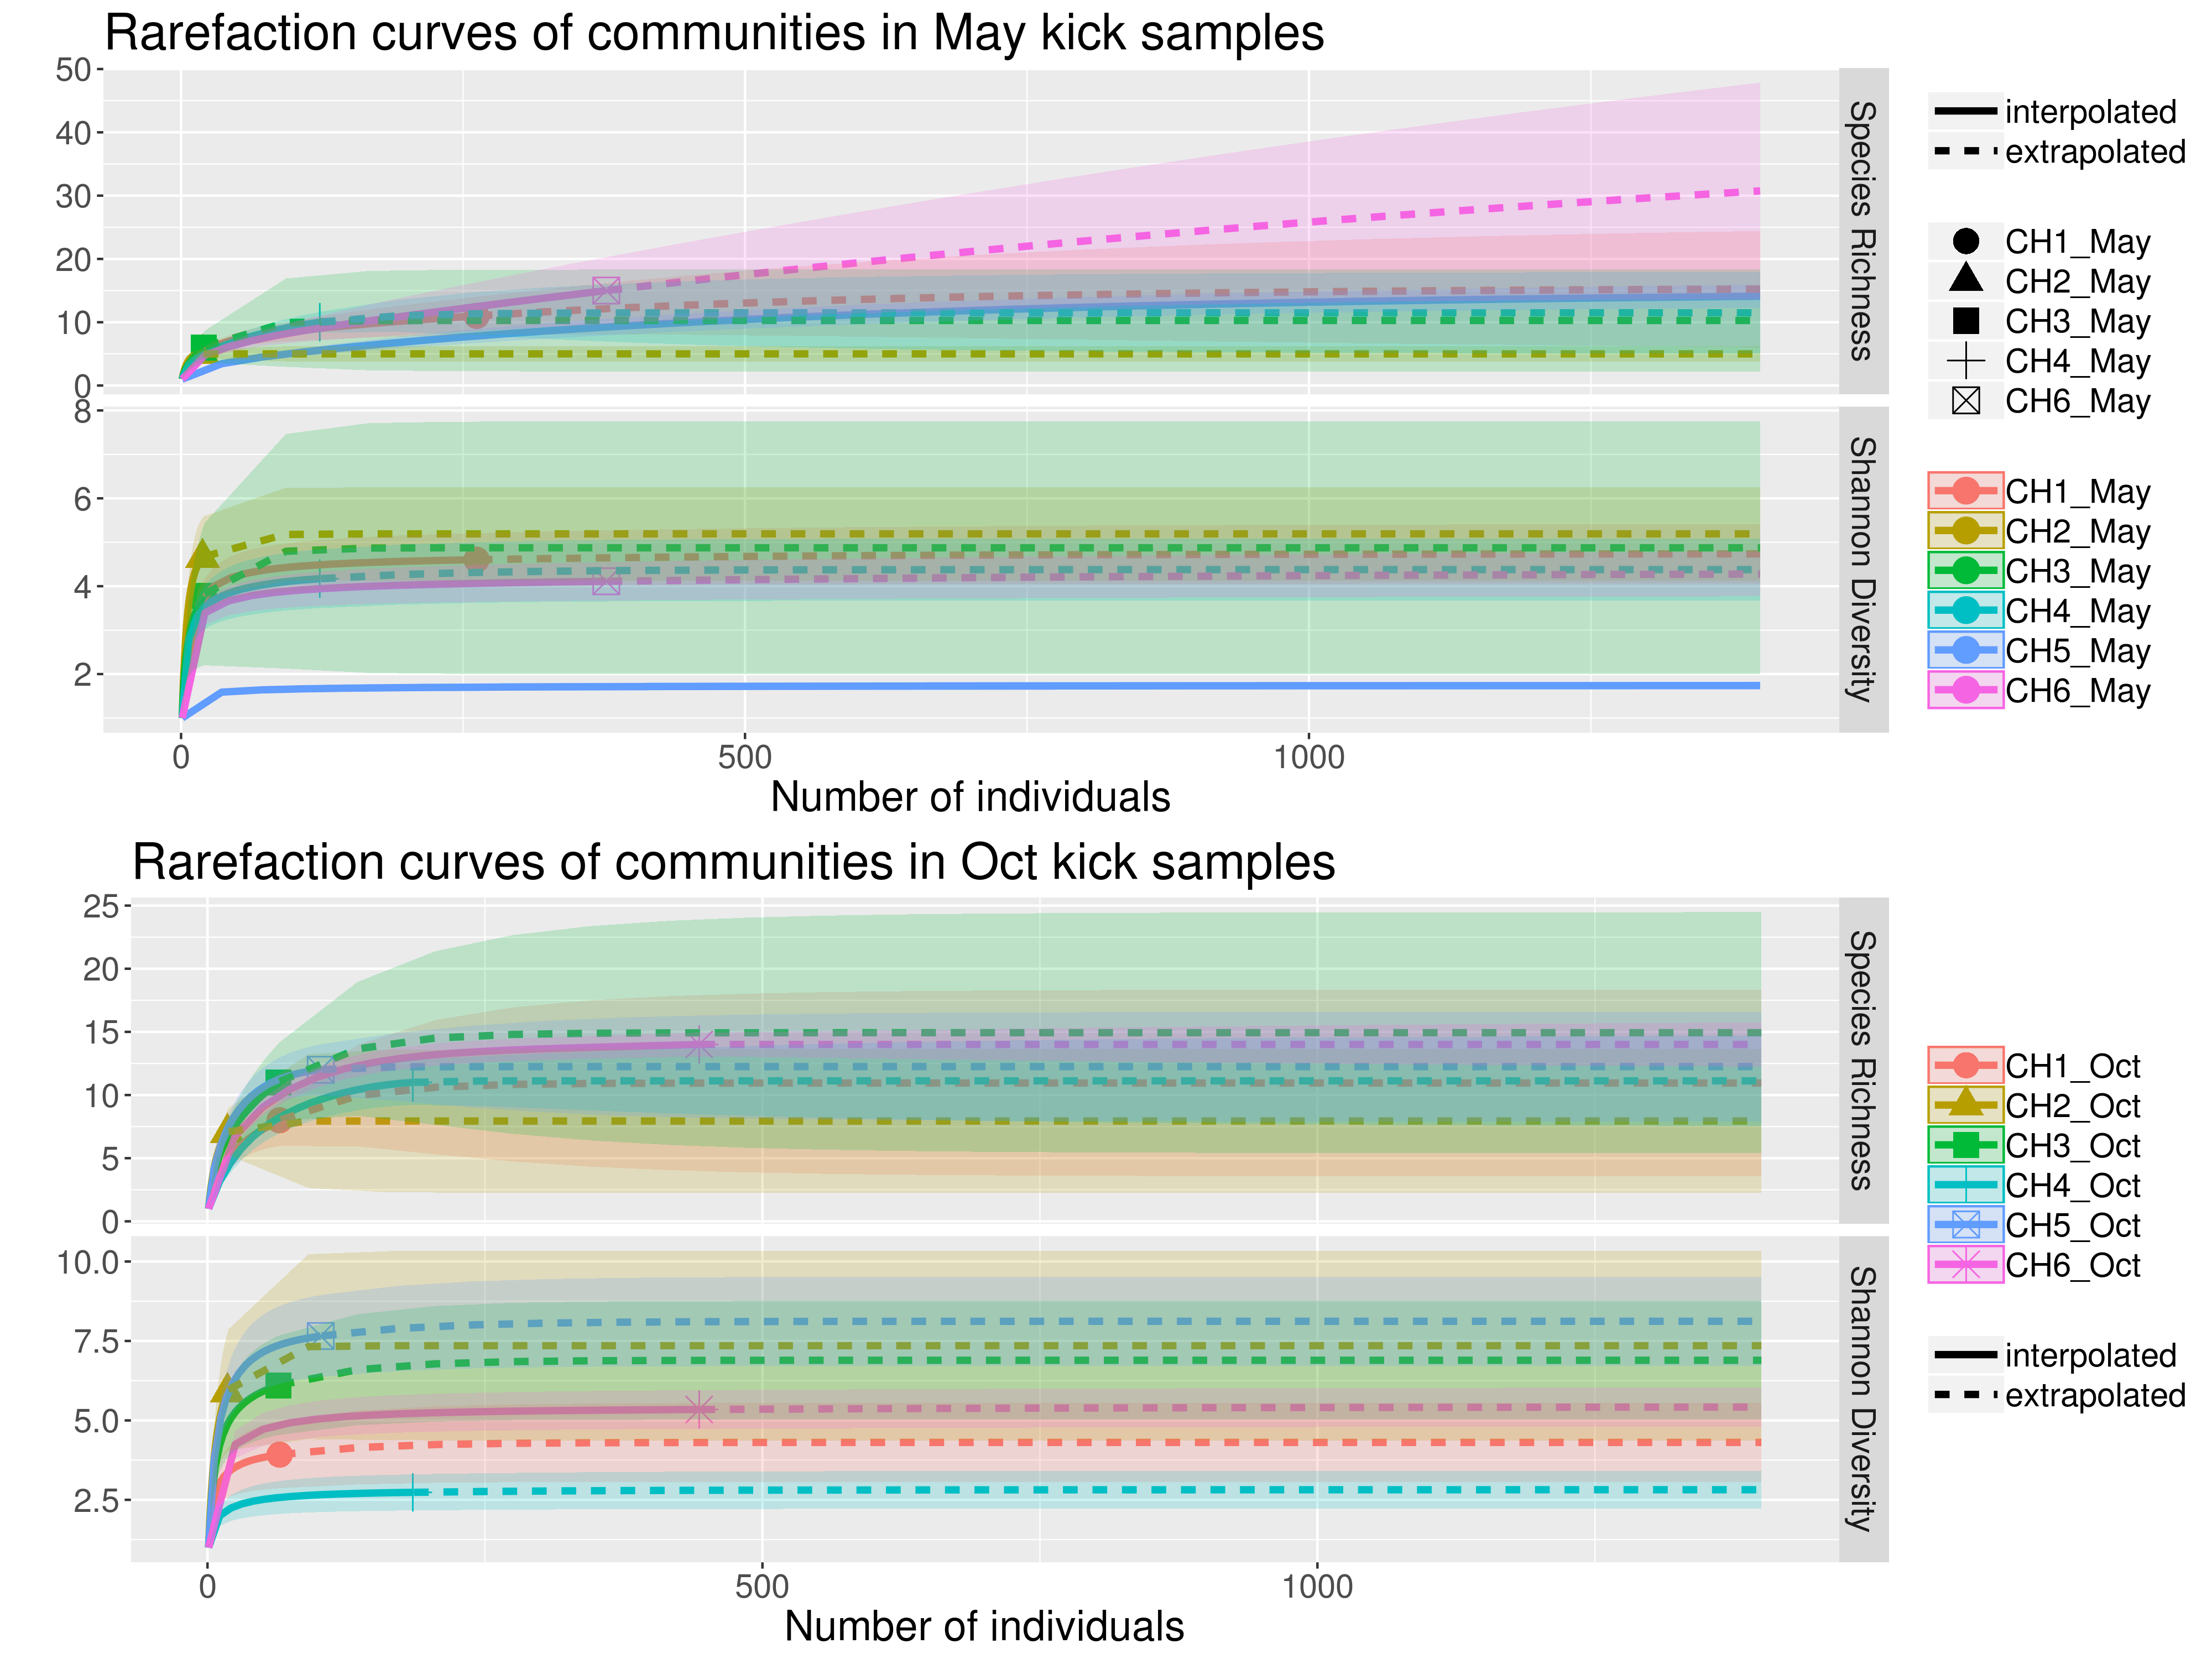 Rarefaction curves of communities in May kick samples
50
40
30
20
10
0
Species Richness
8
6
4
2
Shannon Diversity
0 500 1000
Number of individuals
interpolated
extrapolated
CH1_May
CH2_May
CH3_May
CH4_May
CH6_May
CH1_May
CH2_May
CH3_May
CH4_May
CH5_May
CH6_May
Rarefaction curves of communities in Oct kick samples
25
20
15
10
5
0
Species Richness
10.0
7.5
5.0
2.5
Shannon Diversity
0 500 1000
Number of individuals
CH1_Oct
CH2_Oct
CH3_Oct
CH4_Oct
CH5_Oct
CH6_Oct
interpolated
extrapolated